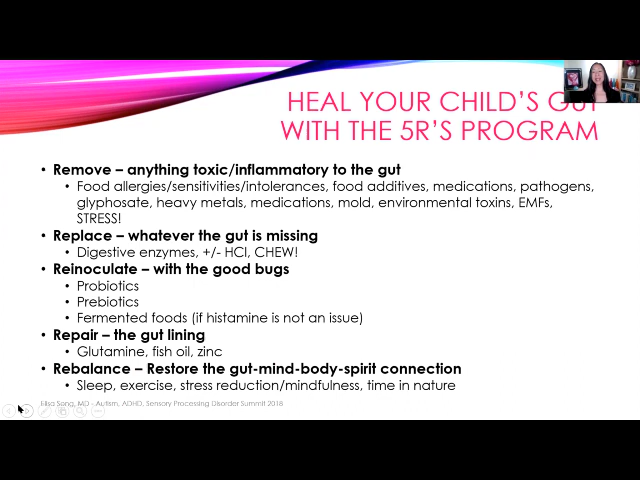 HEAL YOUR CHILD'S GUT
WITH THE 5R'S PROGRAM
• Remove – anything toxic/inflammatory to the gut
• Food allergies/sensitivities/intolerances, food additives, medications, pathogens,
glyphosate, heavy metals, medications, mold, environmental toxins, EMFs,
STRESS!
• Replace – whatever the gut is missing
• Digestive enzymes, +/- HCl, CHEW!
• Reinoculate – with the good bugs
• Probiotics
• Prebiotics
• Fermented foods (if histamine is not an issue)
• Repair – the gut lining
• Glutamine, fish oil, zinc
• Rebalance – Restore the gut-mind-body-spirit connection
• Sleep, exercise, stress reduction/mindfulness, time in nature
Elisa Song, MD - Autism, ADHD, Sensory Processing Disorder Summit 2018